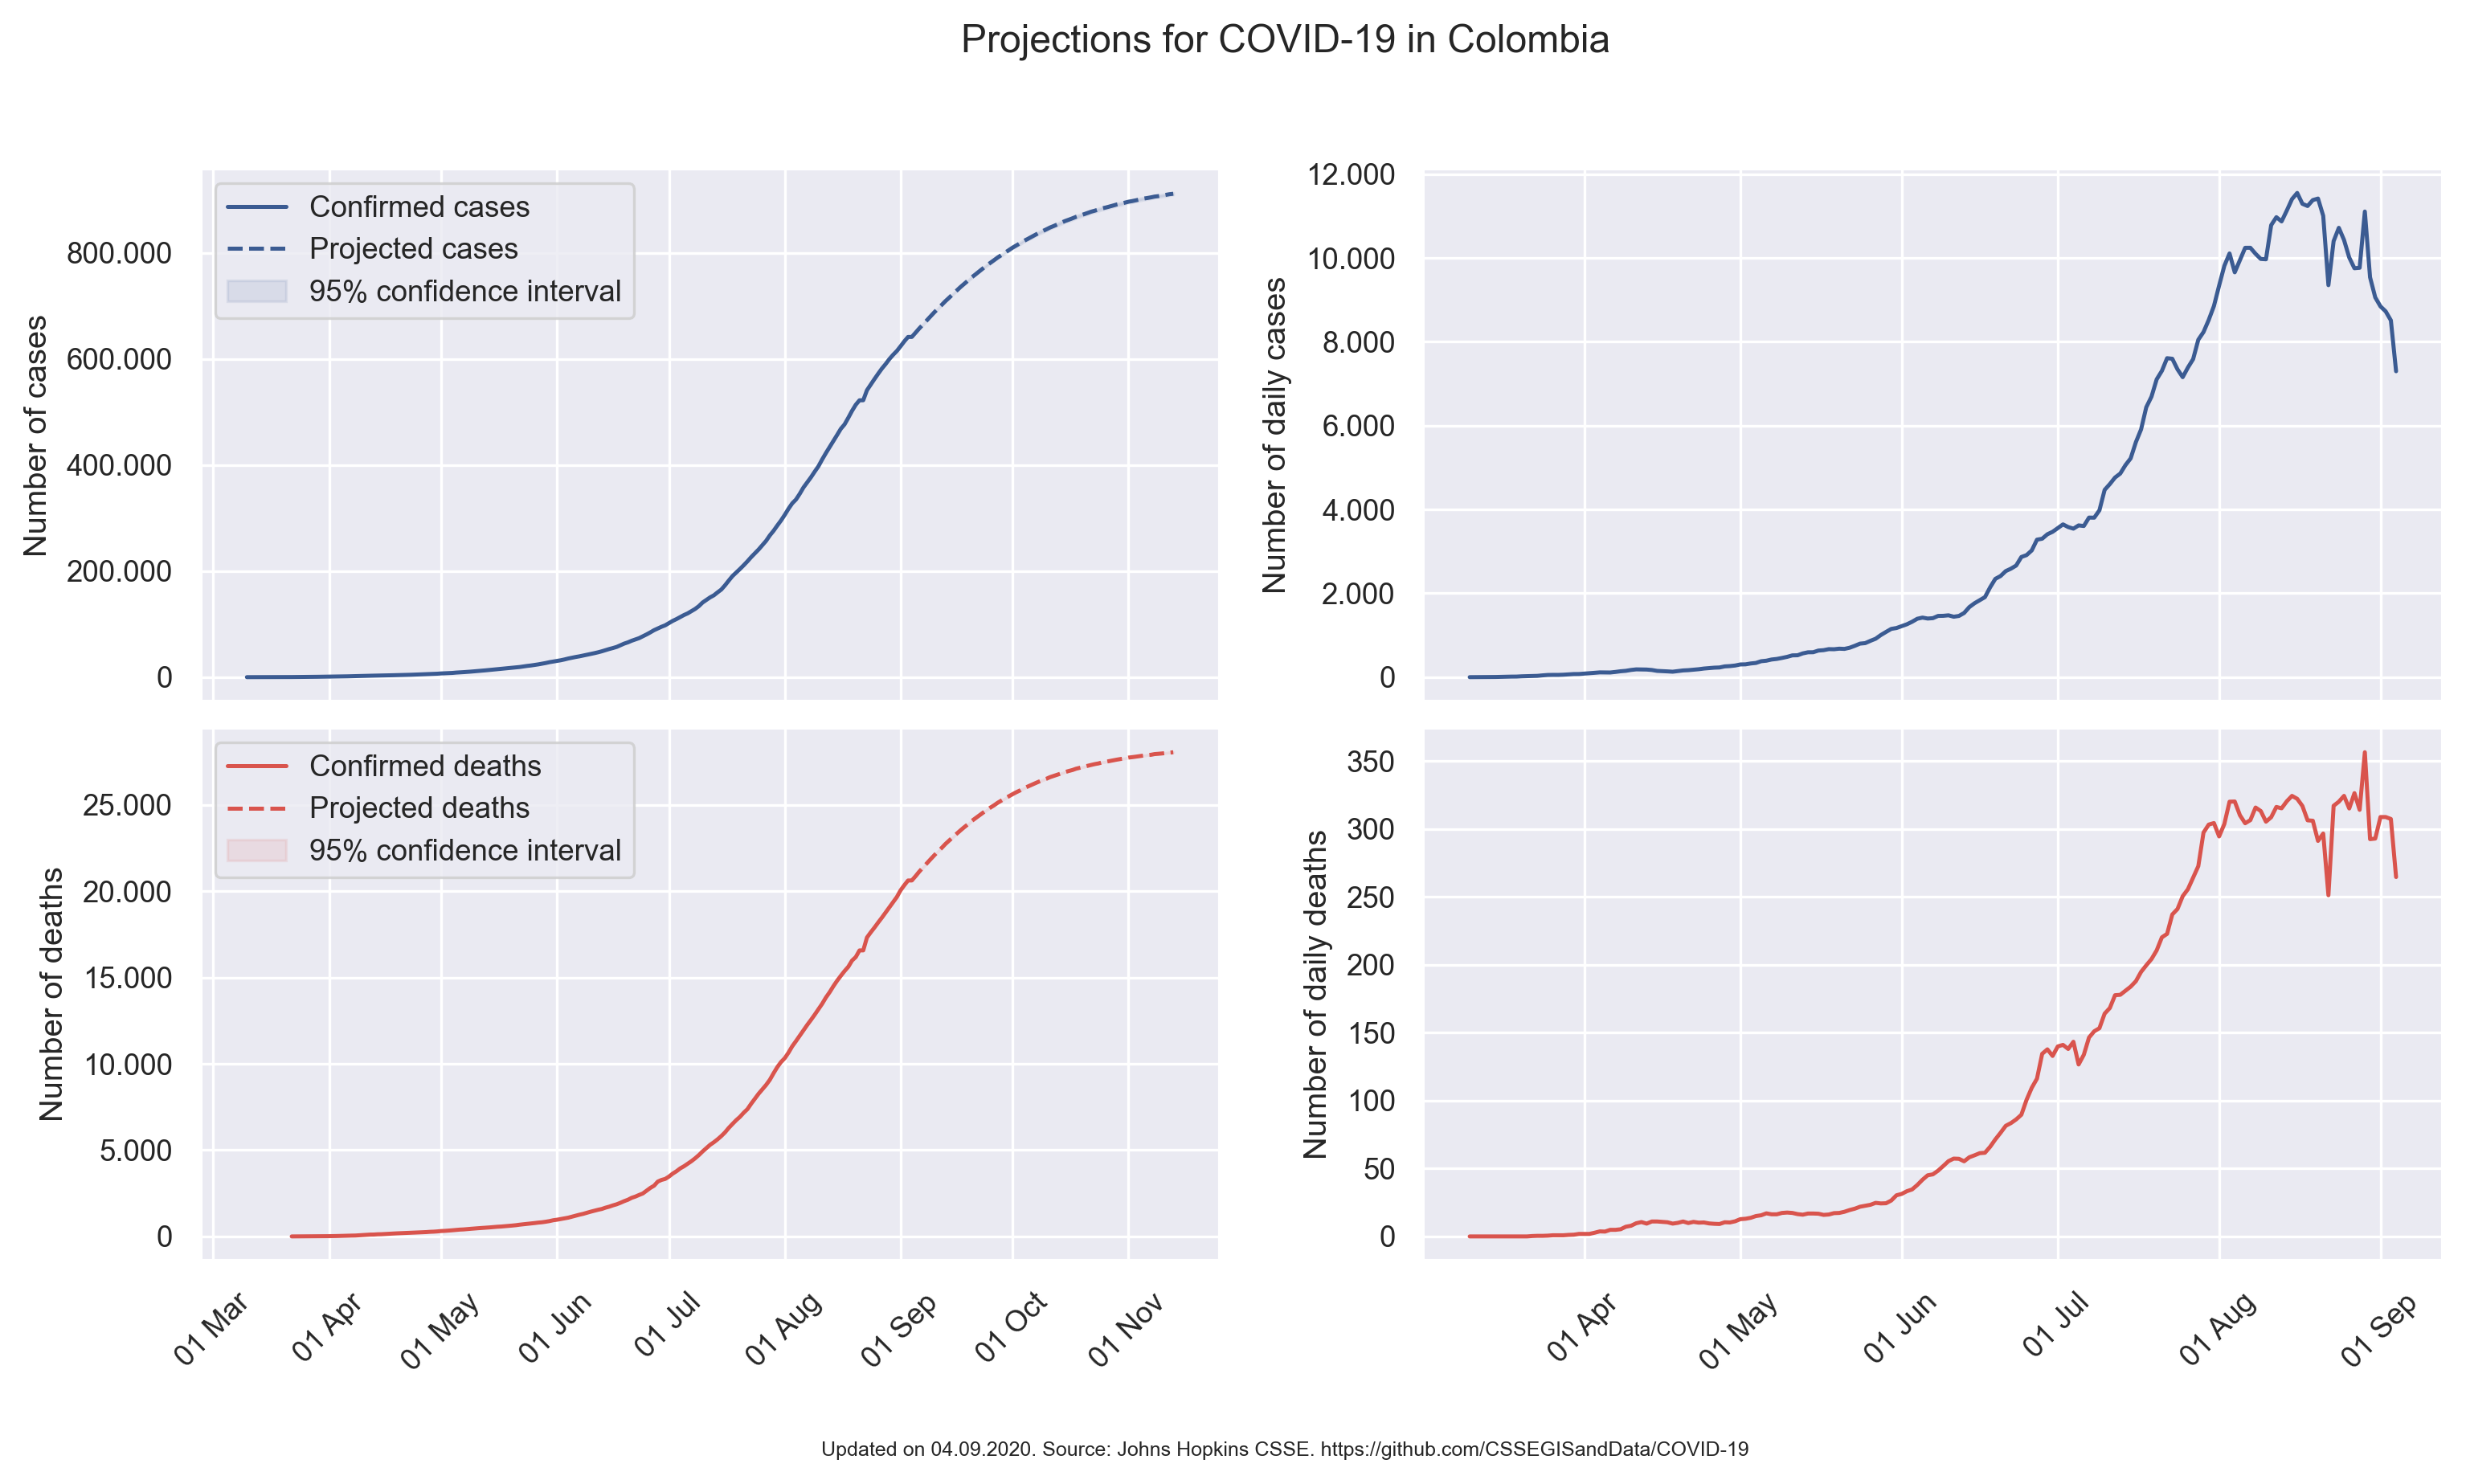 Projections for COVID-19 in Colombia
Number of cases
800.000
600.000
400.000
200.000
0
Confirmed cases
Projected cases
95% confidence interval
Number of daily cases
12.000
10.000
8.000
6.000
4.000
2.000
0
Number of deaths
25.000
20.000
15.000
10.000
5.000
0
Confirmed deaths
Projected deaths
95% confidence interval
01 Mar
01 Apr
01 May
01 Jun
01 Jul
01 Aug
01 Sep
01 Oct
01 Nov
Number of daily deaths
350
300
250
200
150
100
50
0
01 Apr
01 May
01 Jun
01 Jul
01 Aug
01 Sep
Updated on 04.09.2020. Source: Johns Hopkins CSSE. https://github.com/CSSEGISandData/COVID-19